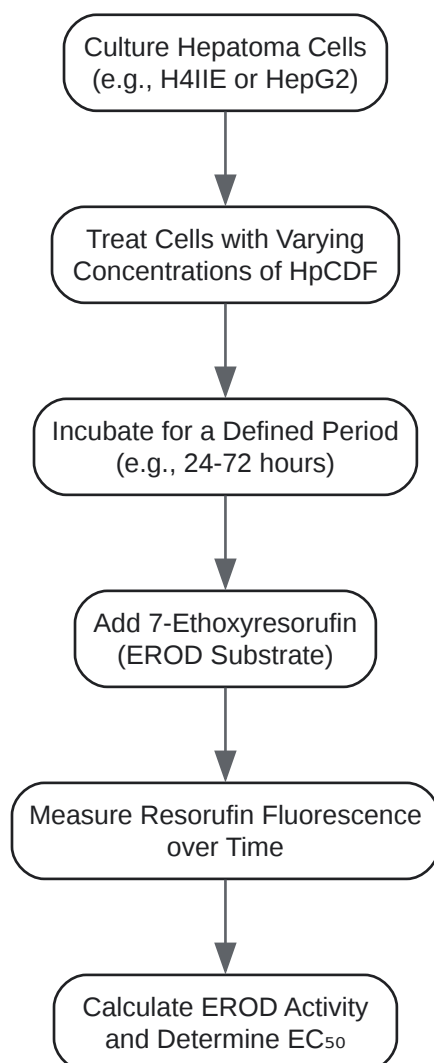 Culture Hepatoma Cells
(e.g., H4IIE or HepG2)
Treat Cells with Varying
Concentrations of HpCDF
Incubate for a Defined Period
(e.g., 24-72 hours)
Add 7-Ethoxyresorufin
(EROD Substrate)
Measure Resorufin Fluorescence
over Time
Calculate EROD Activity
and Determine EC₅₀